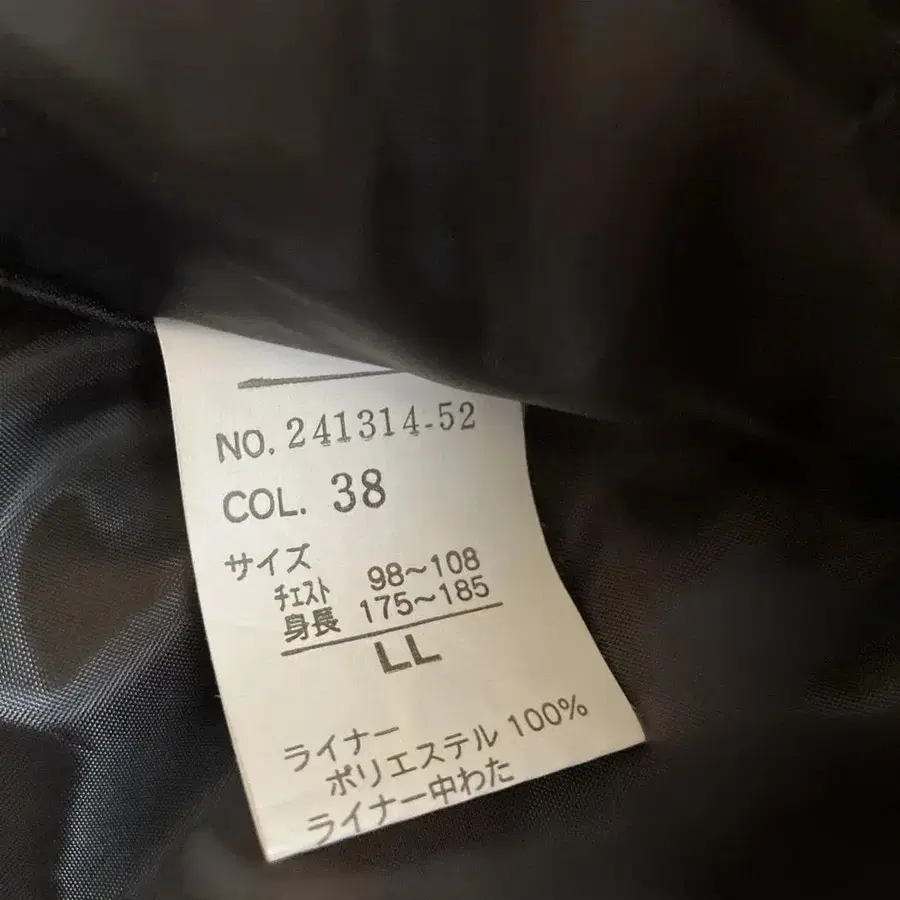 NO. 241314-52
COL. 38
サイズ
チェスト 98～108
身長 175～185
LL
ライナー
ポリエステル 100%
ライナー中わた